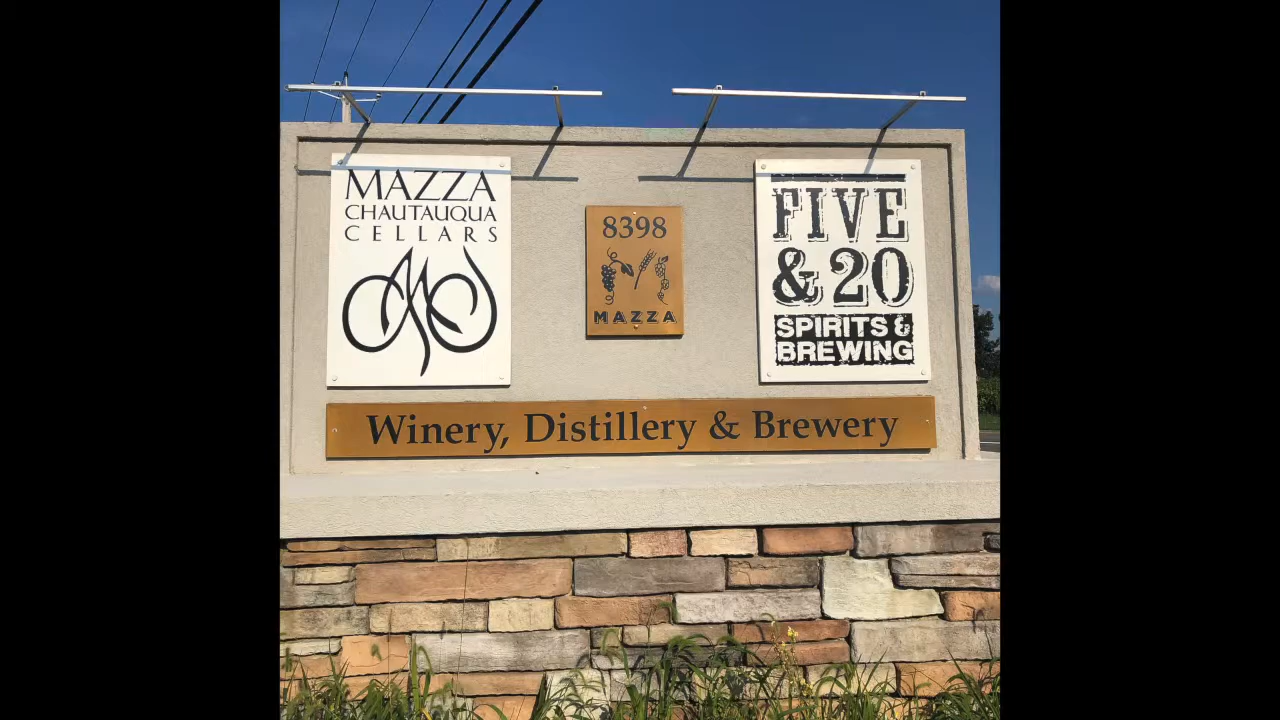 MAZZA
CHAUTAUQUA
CELLARS
8398
MAZZA
FIVE
& 20
SPIRITS &
BREWING
Winery, Distillery & Brewery